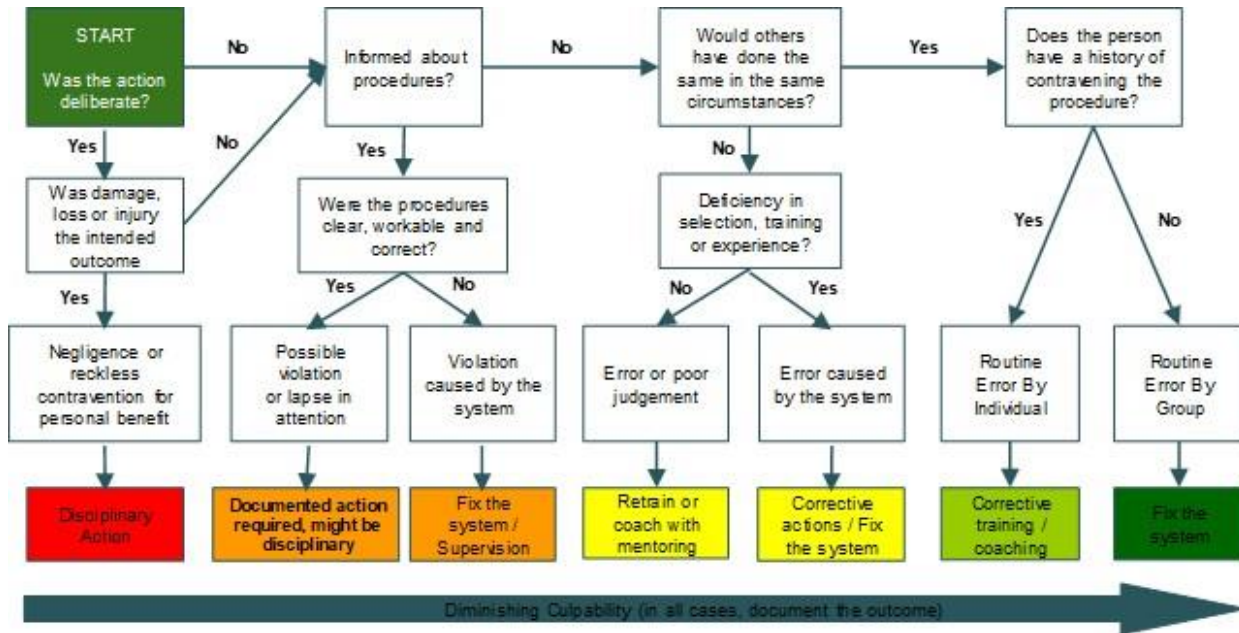 START
Was the action
deliberate?
No
Informed about
procedures?
No
Would others
have done the
same in the same
circumstances?
Yes
Does the person
have a history of
contravening the
procedure?
Yes
No
Yes
No
Was damage,
loss or injury
the intended
outcome
Were the procedures
clear, workable and
correct?
Deficiency in
selection, training
or experience?
Yes
No
Yes
Yes
No
No
Yes
Negligence or
reckless
contravention for
personal benefit
Possible
violation
or lapse in
attention
Violation
caused by the
system
Error or poor
judgement
Error caused
by the system
Routine
Error By
Individual
Routine
Error By
Group
Disciplinary
Action
Documented action
required, might be
disciplinary
Fix the
system /
Supervision
Retrain or
coach with
mentoring
Corrective
actions / Fix
the system
Corrective
training /
coaching
Fix the
system
Diminishing Culpability (in all cases, document the outcome)